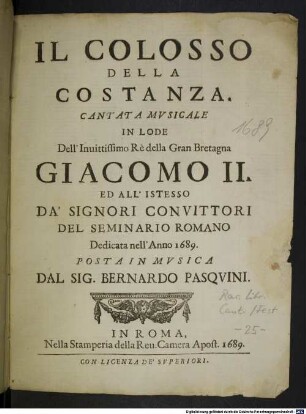 IL COLOSSO
DELLA
COSTANZA.
CANTATA MVSICALE
IN LODE
1689
Dell'Inuittissimo Rè della Gran Bretagna
GIACOMO II.
ED ALL' ISTESSO
DA' SIGNORI CONVITTORI
DEL SEMINARIO ROMANO
Dedicata nell'Anno 1689.
POSTA IN MVSICA
DAL SIG. BERNARDO PASQVINI.
-25-
IN ROMA,
Nella Stamperia della Reu. Camera Apost. 1689.
CON LICENZA DE' SVPERIORI.